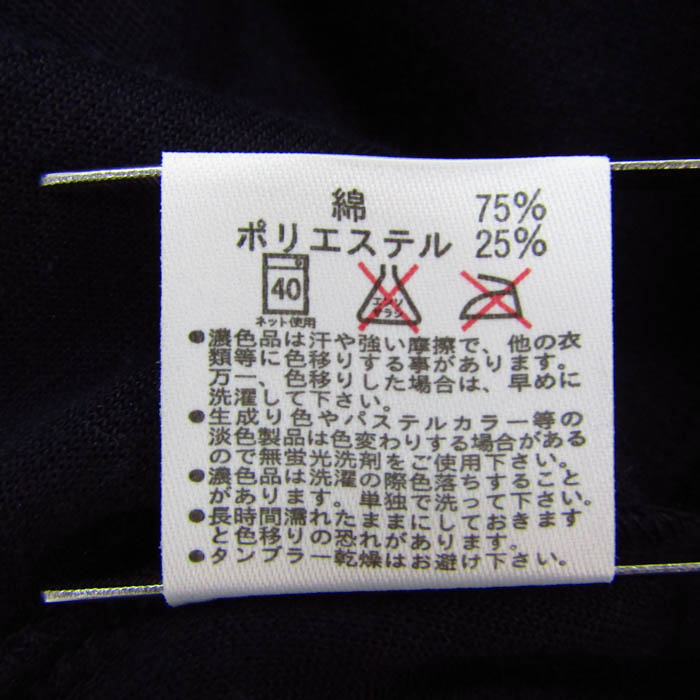 綿 75%
ポリエステル 25%
40
エンソ
サラシ
ネット使用
●濃色品は汗や強い摩擦で、他の衣
類等に色移りする事があります。
万一、色移りした場合は、早めに
洗濯して下さい。
●生成り色やパステルカラー等の
淡色製品は色変わりする場合がある
ので無蛍光洗剤をご使用下さい。
●濃色品は洗濯の際色落ちすること
があります。単独で洗って下さい。
●長時間濡れたままにしておきます
と色移りの恐れがあります。
●タンブラー乾燥はお避け下さい。